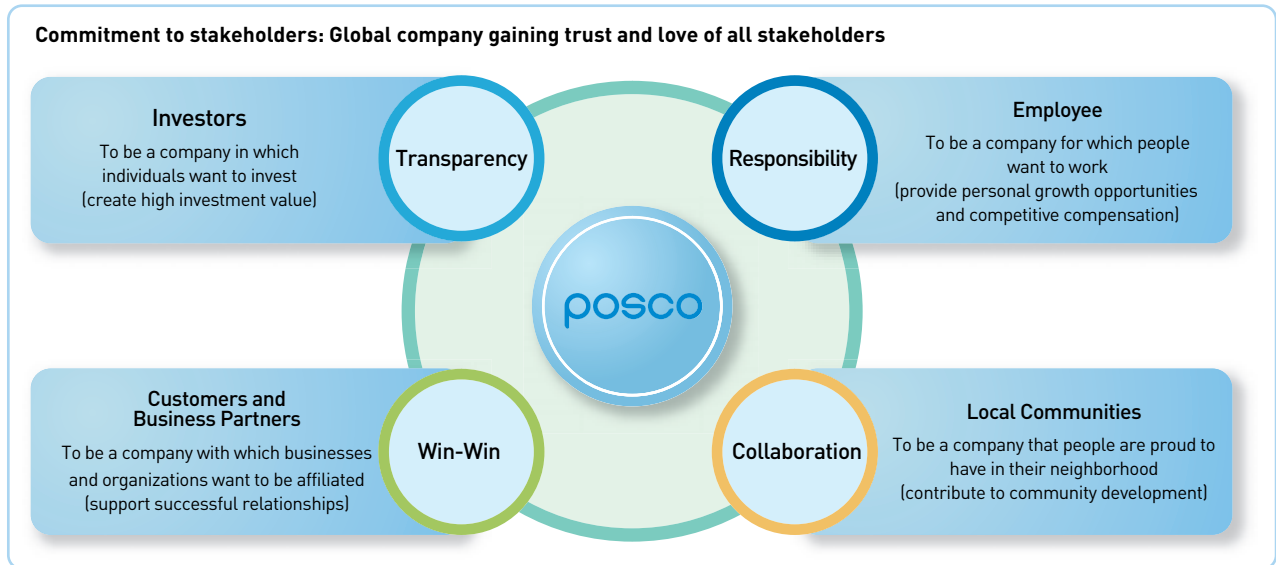 Commitment to stakeholders: Global company gaining trust and love of all stakeholders
Investors
To be a company in which
individuals want to invest
(create high investment value)
Transparency
Responsibility
Employee
To be a company for which people
want to work
(provide personal growth opportunities
and competitive compensation)
posco
Customers and
Business Partners
To be a company with which businesses
and organizations want to be affiliated
(support successful relationships)
Win-Win
Collaboration
Local Communities
To be a company that people are proud to
have in their neighborhood
(contribute to community development)